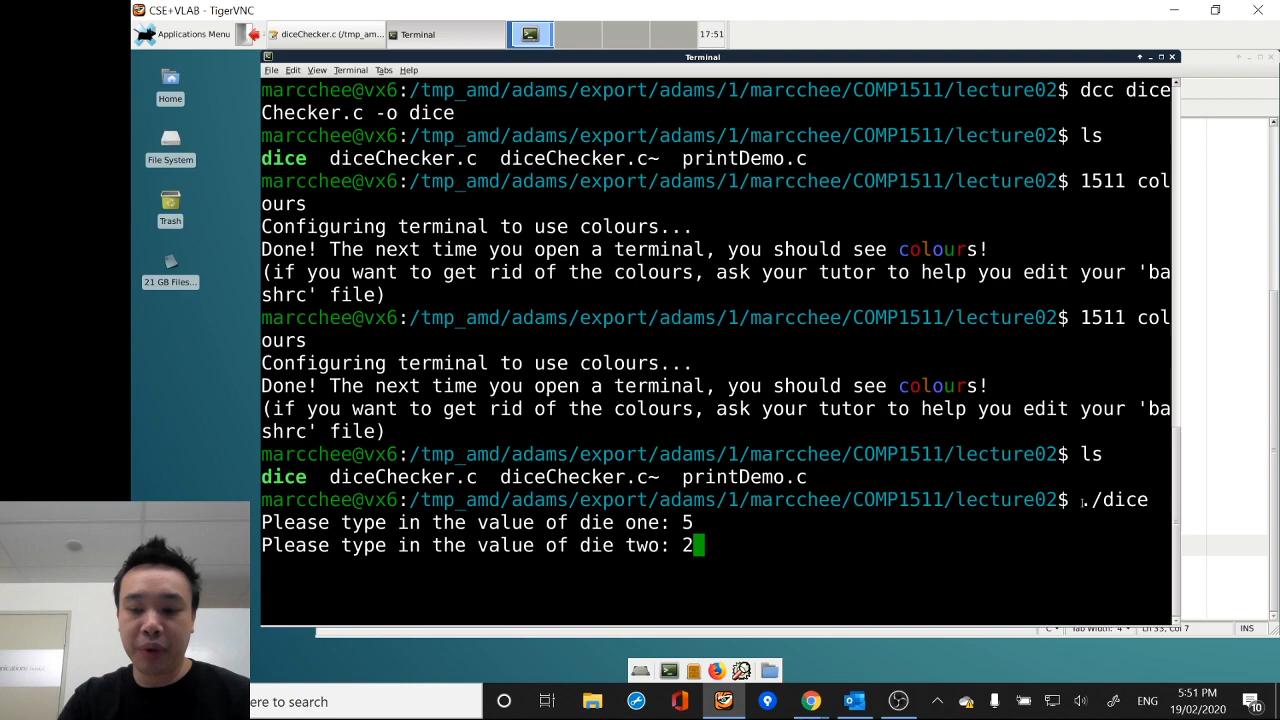 CSE+VLAB - TigerVNC
Applications Menu
diceChecker.c (/tmp_am...
Terminal
17:51
Terminal
File Edit View Terminal Tabs Help
marcchee@vx6:/tmp_amd/adams/export/adams/1/marcchee/COMP1511/lecture02$ dcc dice
Checker.c -o dice
marcchee@vx6:/tmp_amd/adams/export/adams/1/marcchee/COMP1511/lecture02$ ls
dice diceChecker.c diceChecker.c~ printDemo.c
marcchee@vx6:/tmp_amd/adams/export/adams/1/marcchee/COMP1511/lecture02$ 1511 col
ours
Configuring terminal to use colours...
Done! The next time you open a terminal, you should see colours!
(if you want to get rid of the colours, ask your tutor to help you edit your 'ba
shrc' file)
marcchee@vx6:/tmp_amd/adams/export/adams/1/marcchee/COMP1511/lecture02$ 1511 col
ours
Configuring terminal to use colours...
Done! The next time you open a terminal, you should see colours!
(if you want to get rid of the colours, ask your tutor to help you edit your 'ba
shrc' file)
marcchee@vx6:/tmp_amd/adams/export/adams/1/marcchee/COMP1511/lecture02$ ls
dice diceChecker.c diceChecker.c~ printDemo.c
marcchee@vx6:/tmp_amd/adams/export/adams/1/marcchee/COMP1511/lecture02$ ./dice
Please type in the value of die one: 5
Please type in the value of die two: 2
Home
File System
Trash
21 GB Files...
C
Tab Width: 4
Ln 33, Col 7
INS
ere to search
ENG
5:51 PM
19/02/2020
10